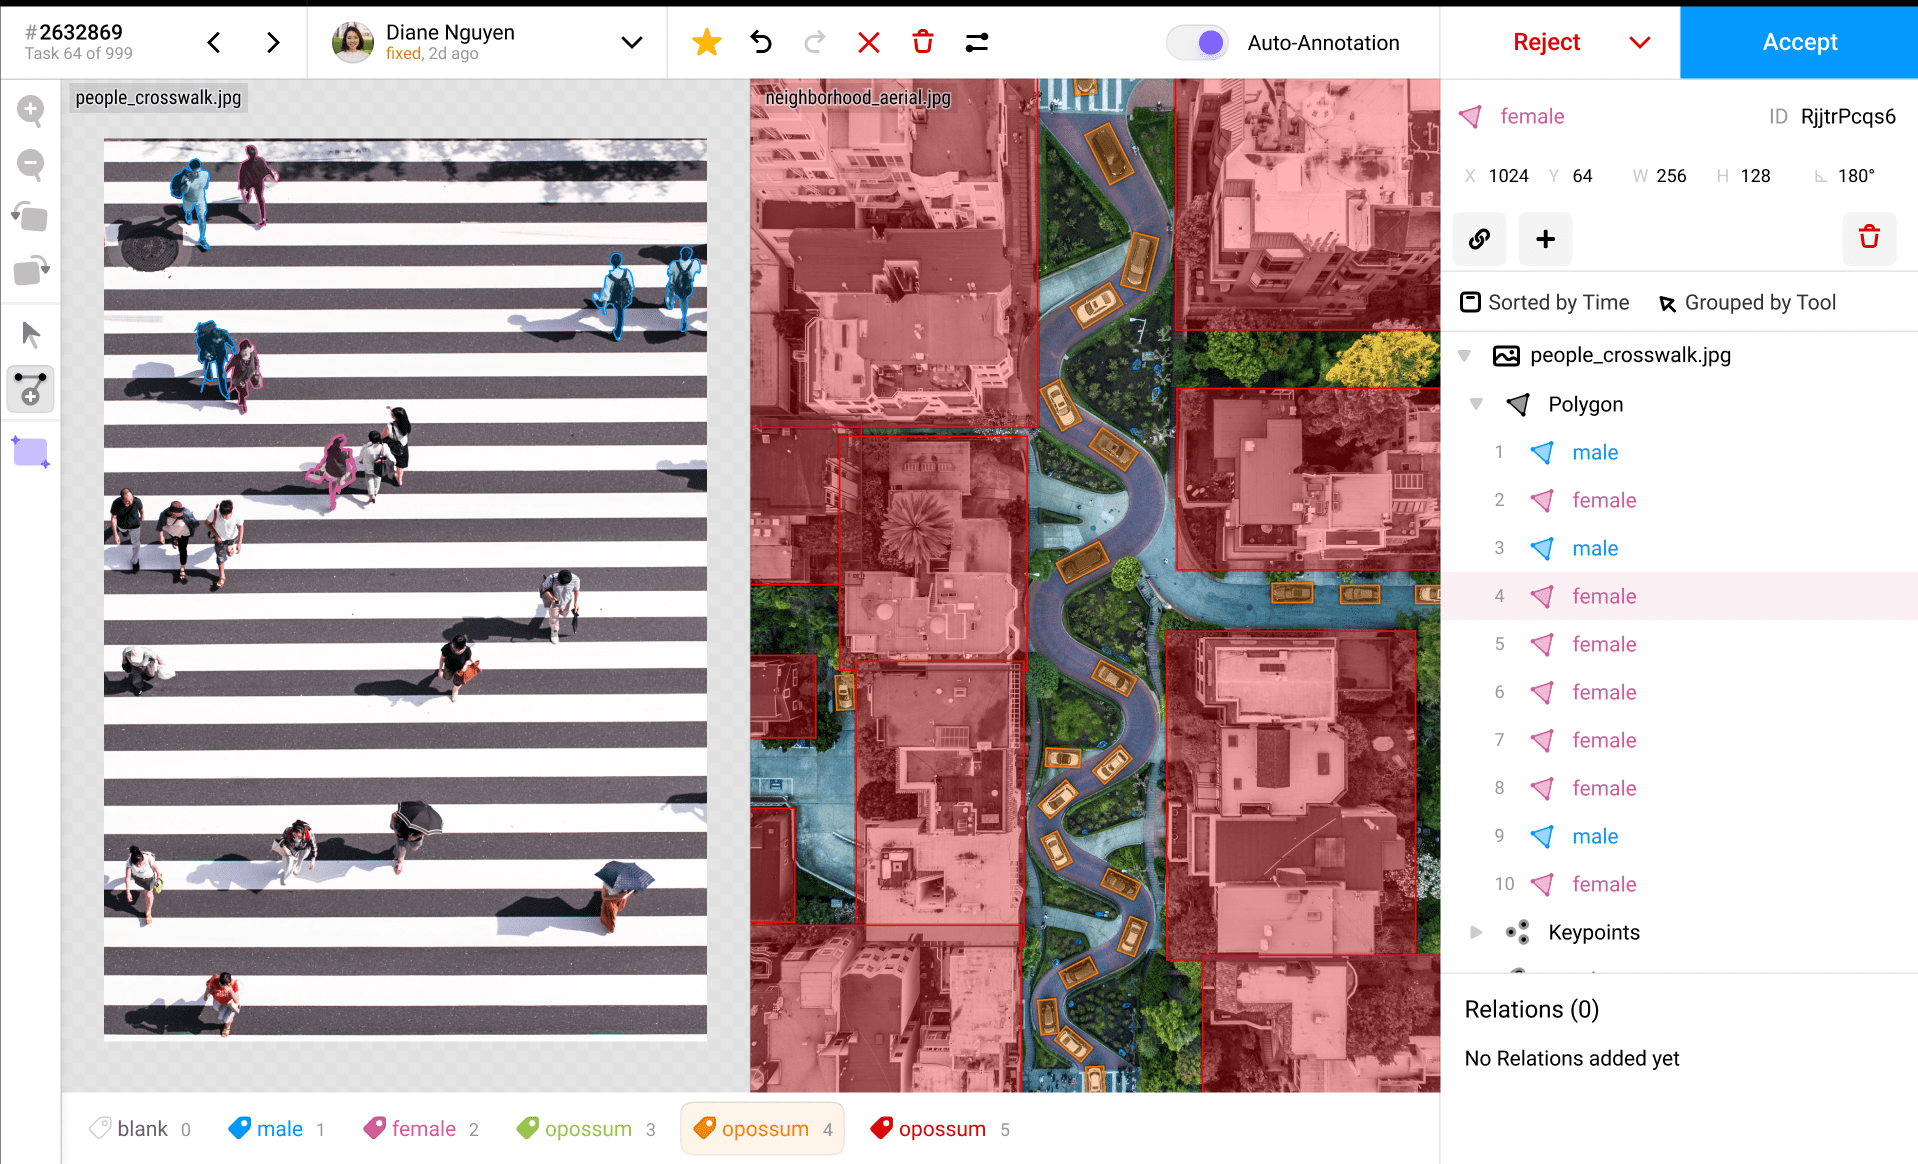 #2632869
Task 64 of 999
Diane Nguyen
fixed, 2d ago
Auto-Annotation
Reject
Accept
people_crosswalk.jpg
neighborhood_aerial.jpg
female
ID RjjtrPcqs6
X 1024 Y 64 W 256 H 128 180°
Sorted by Time
Grouped by Tool
people_crosswalk.jpg
Polygon
1 male
2 female
3 male
4 female
5 female
6 female
7 female
8 female
9 male
10 female
Keypoints
Relations (0)
No Relations added yet
blank 0
male 1
female 2
opossum 3
opossum 4
opossum 5